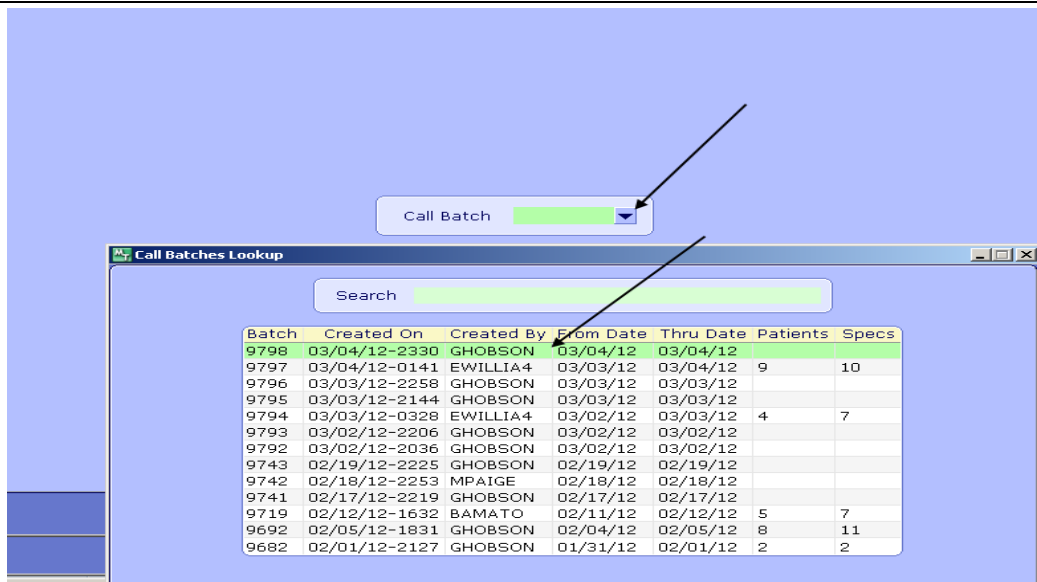 Call Batch
Call Batches Lookup
Search
Batch Created On Created By From Date Thru Date Patients Specs
9798 03/04/12-2330 GHOBSON 03/04/12 03/04/12
9797 03/04/12-0141 EWILLIA4 03/03/12 03/04/12 9 10
9796 03/03/12-2258 GHOBSON 03/03/12 03/03/12
9795 03/03/12-2144 GHOBSON 03/03/12 03/03/12
9794 03/03/12-0328 EWILLIA4 03/02/12 03/03/12 4 7
9793 03/02/12-2206 GHOBSON 03/02/12 03/02/12
9792 03/02/12-2036 GHOBSON 03/02/12 03/02/12
9743 02/19/12-2225 GHOBSON 02/19/12 02/19/12
9742 02/18/12-2253 MPAIGE 02/18/12 02/18/12
9741 02/17/12-2219 GHOBSON 02/17/12 02/17/12
9719 02/12/12-1632 BAMATO 02/11/12 02/12/12 5 7
9692 02/05/12-1831 GHOBSON 02/04/12 02/05/12 8 11
9682 02/01/12-2127 GHOBSON 01/31/12 02/01/12 2 2